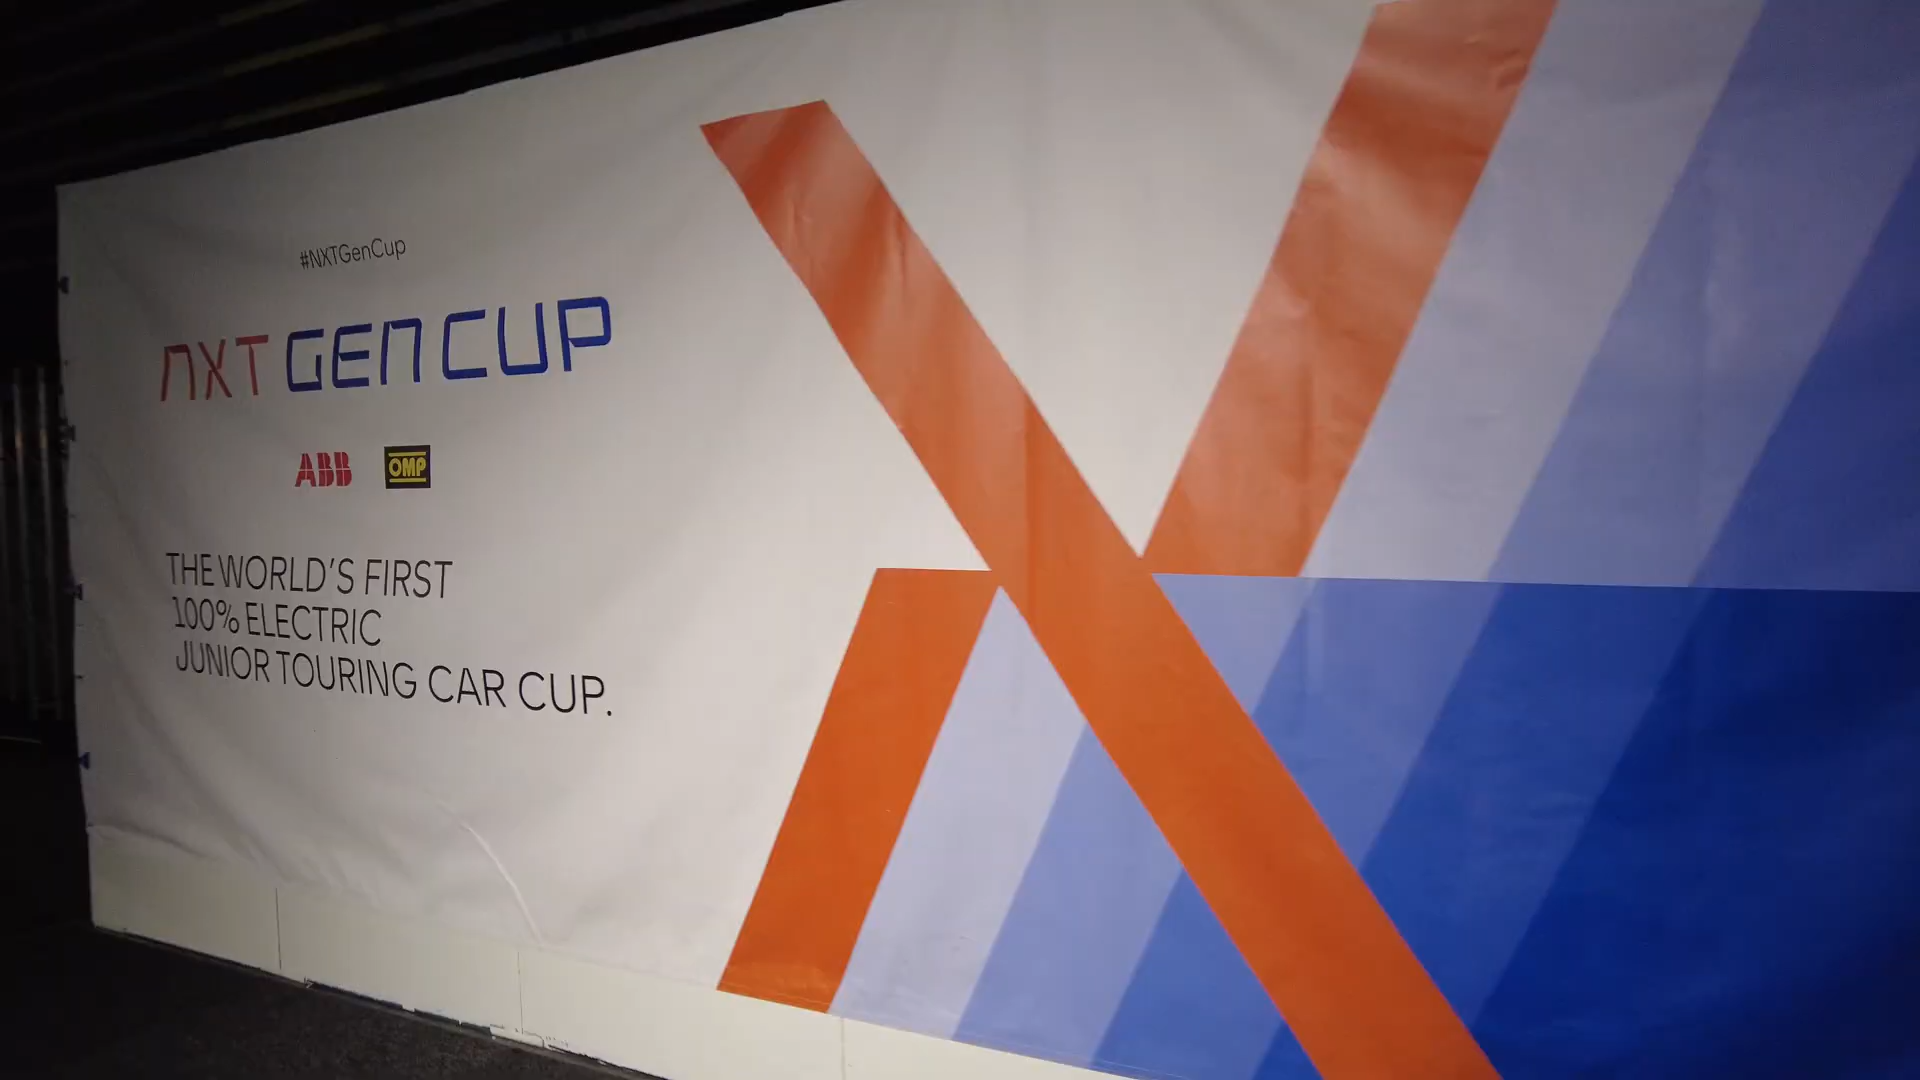 #NXTGenCup
NXT GEN CUP
ABB OMP
THE WORLD'S FIRST
100% ELECTRIC
JUNIOR TOURING CAR CUP.